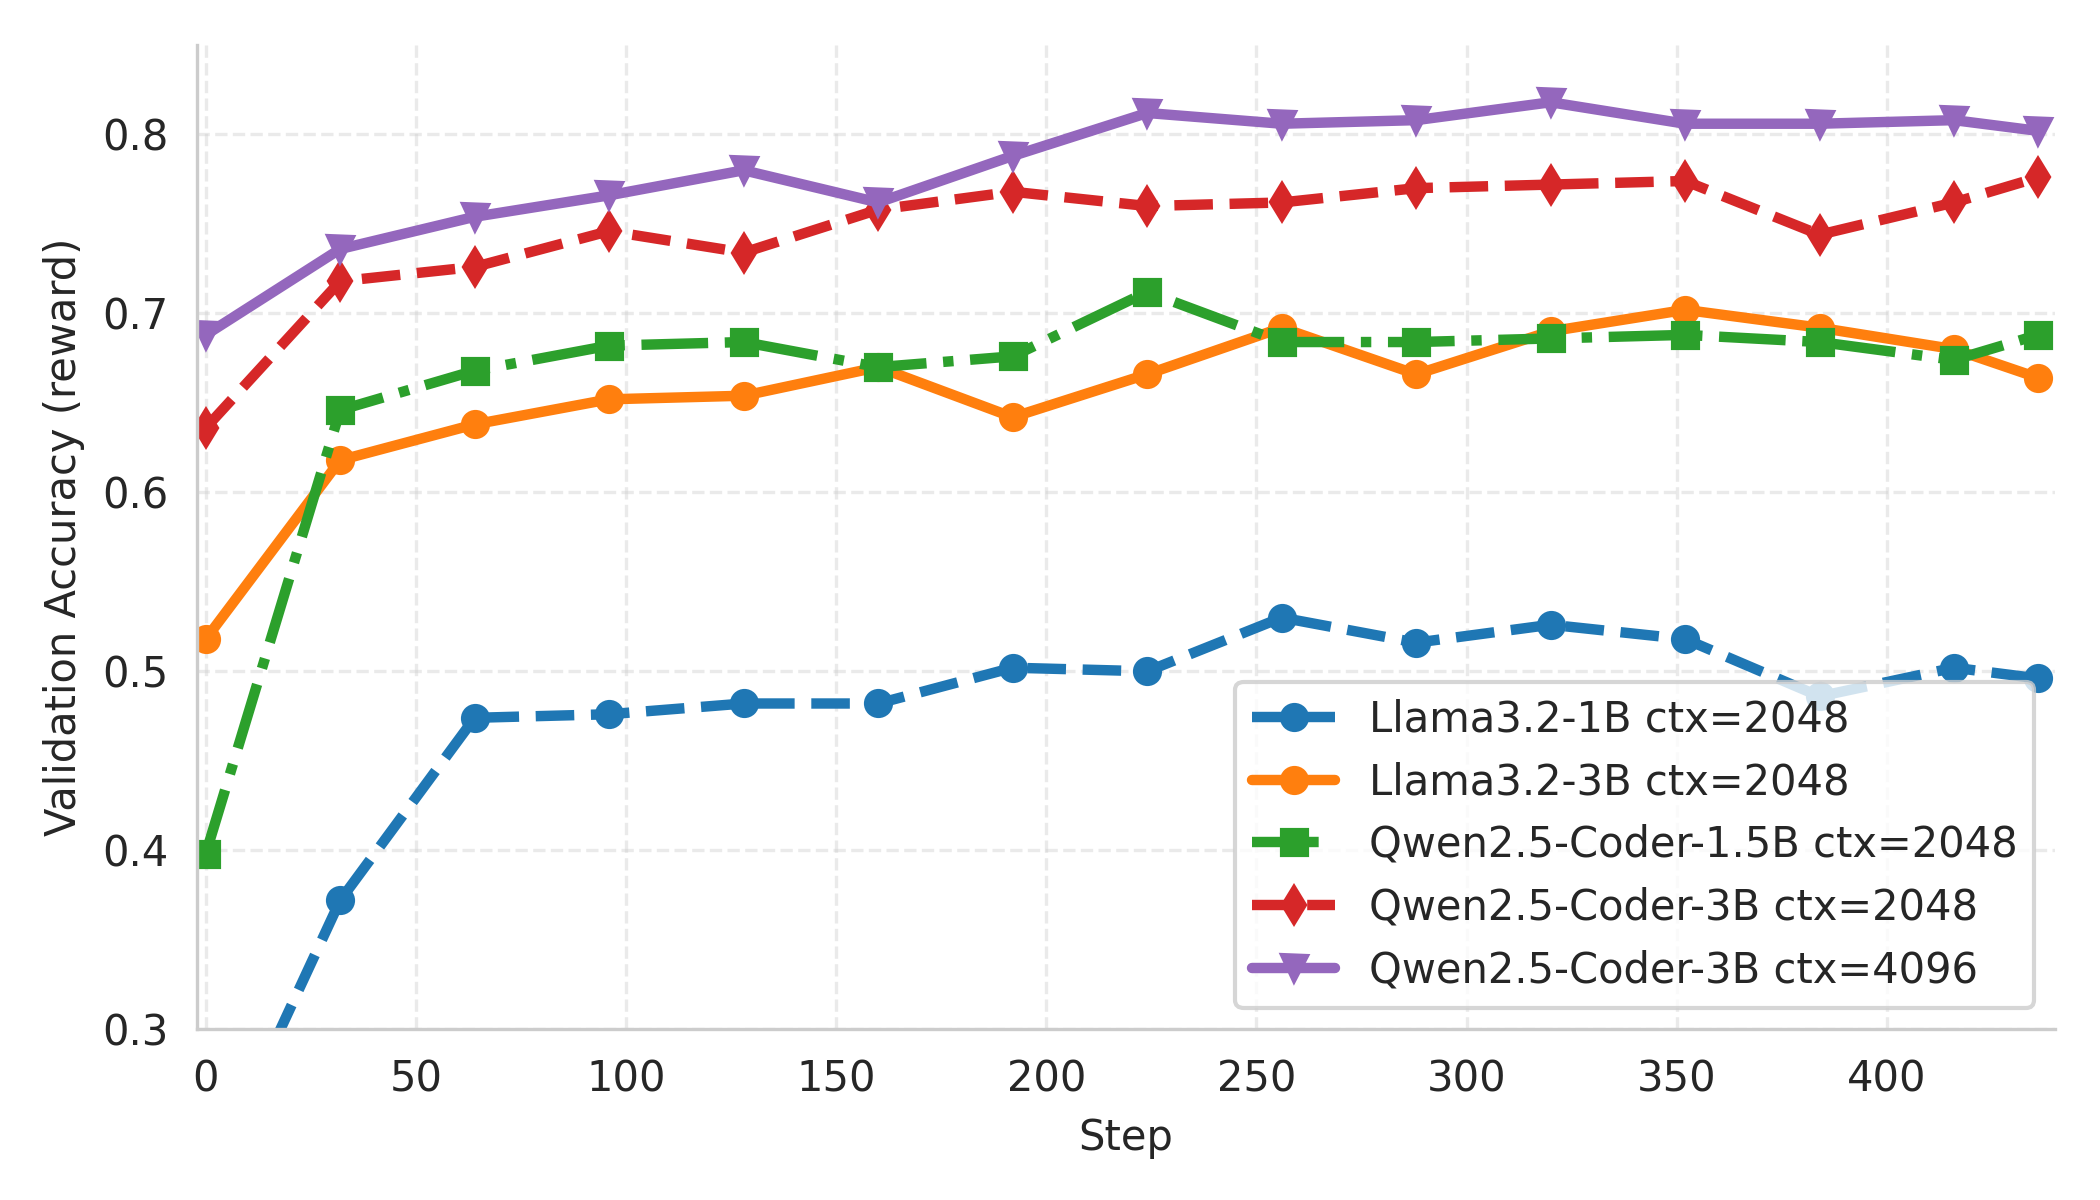 0.8
0.7
0.6
0.5
0.4
0.3
Validation Accuracy (reward)
0 50 100 150 200 250 300 350 400
Step
Llama3.2-1B ctx=2048
Llama3.2-3B ctx=2048
Qwen2.5-Coder-1.5B ctx=2048
Qwen2.5-Coder-3B ctx=2048
Qwen2.5-Coder-3B ctx=4096